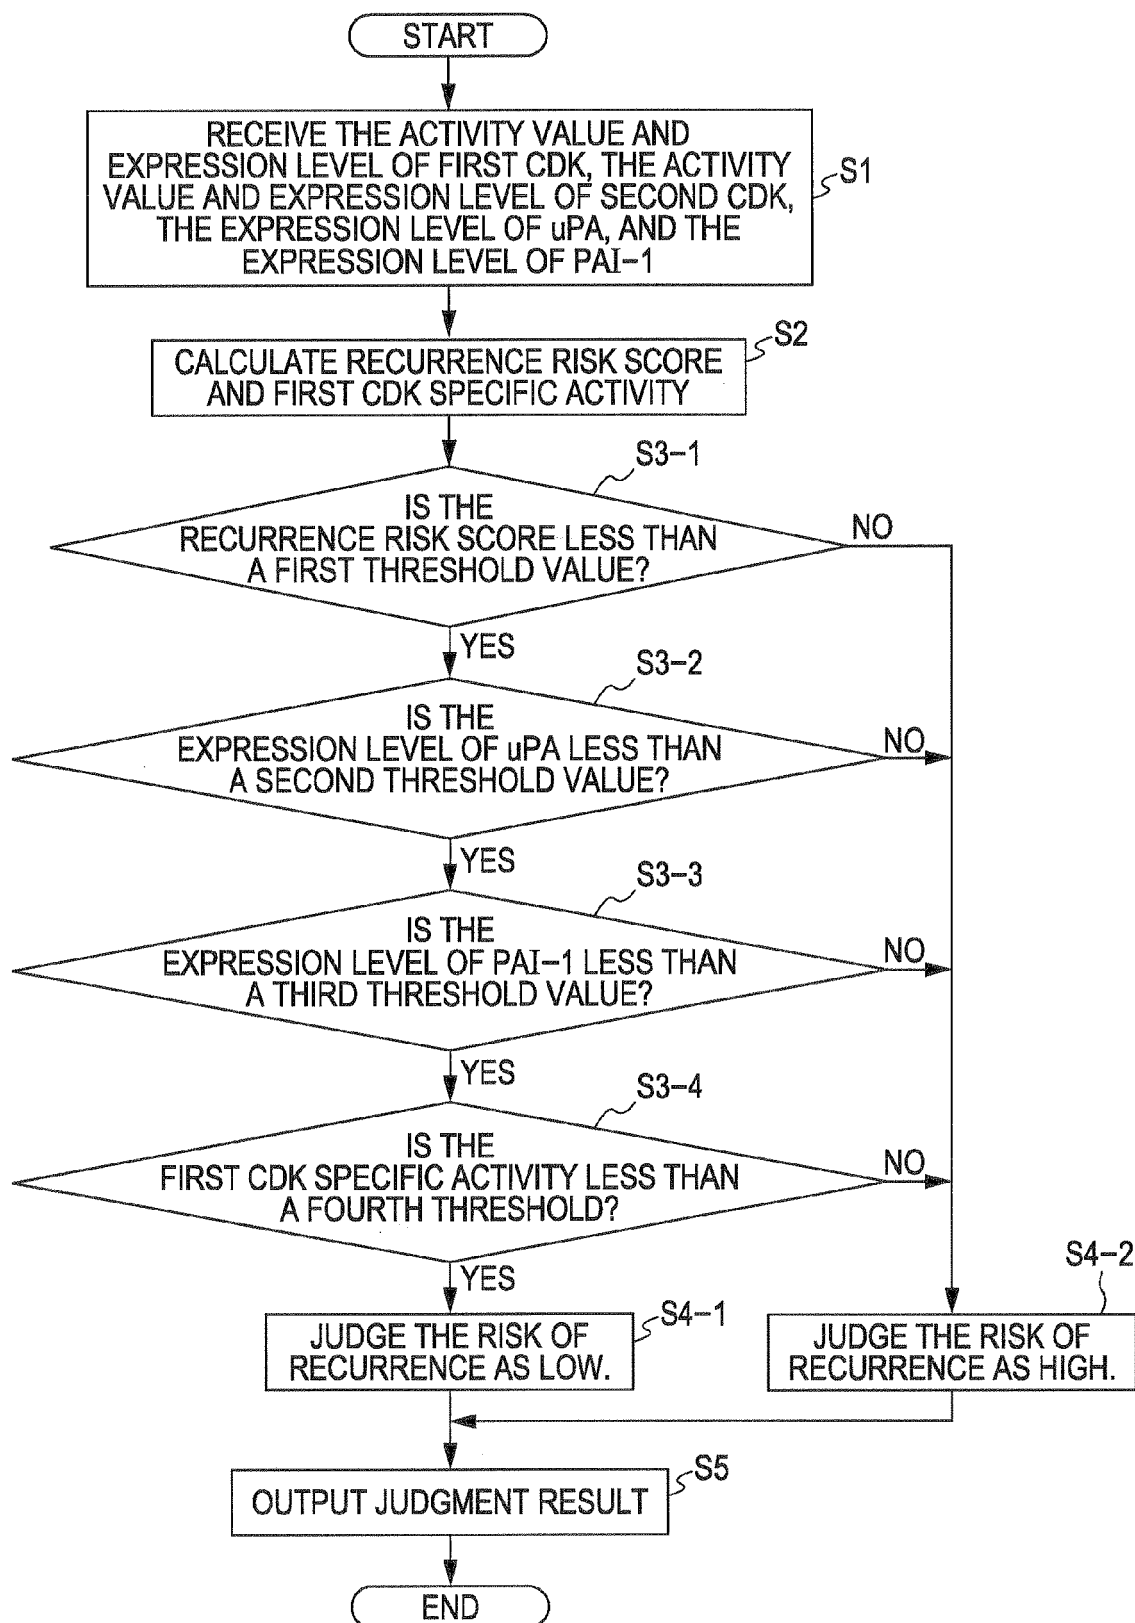 START
RECEIVE THE ACTIVITY VALUE AND
EXPRESSION LEVEL OF FIRST CDK, THE ACTIVITY
VALUE AND EXPRESSION LEVEL OF SECOND CDK,
THE EXPRESSION LEVEL OF uPA, AND THE
EXPRESSION LEVEL OF PAI-1
S1
CALCULATE RECURRENCE RISK SCORE
AND FIRST CDK SPECIFIC ACTIVITY
S2
S3-1
IS THE
RECURRENCE RISK SCORE LESS THAN
A FIRST THRESHOLD VALUE?
NO
YES
S3-2
IS THE
EXPRESSION LEVEL OF uPA LESS THAN
A SECOND THRESHOLD VALUE?
NO
YES
S3-3
IS THE
EXPRESSION LEVEL OF PAI-1 LESS THAN
A THIRD THRESHOLD VALUE?
NO
YES
S3-4
IS THE
FIRST CDK SPECIFIC ACTIVITY LESS THAN
A FOURTH THRESHOLD?
NO
YES
S4-1
JUDGE THE RISK OF
RECURRENCE AS LOW.
S4-2
JUDGE THE RISK OF
RECURRENCE AS HIGH.
S5
OUTPUT JUDGMENT RESULT
END